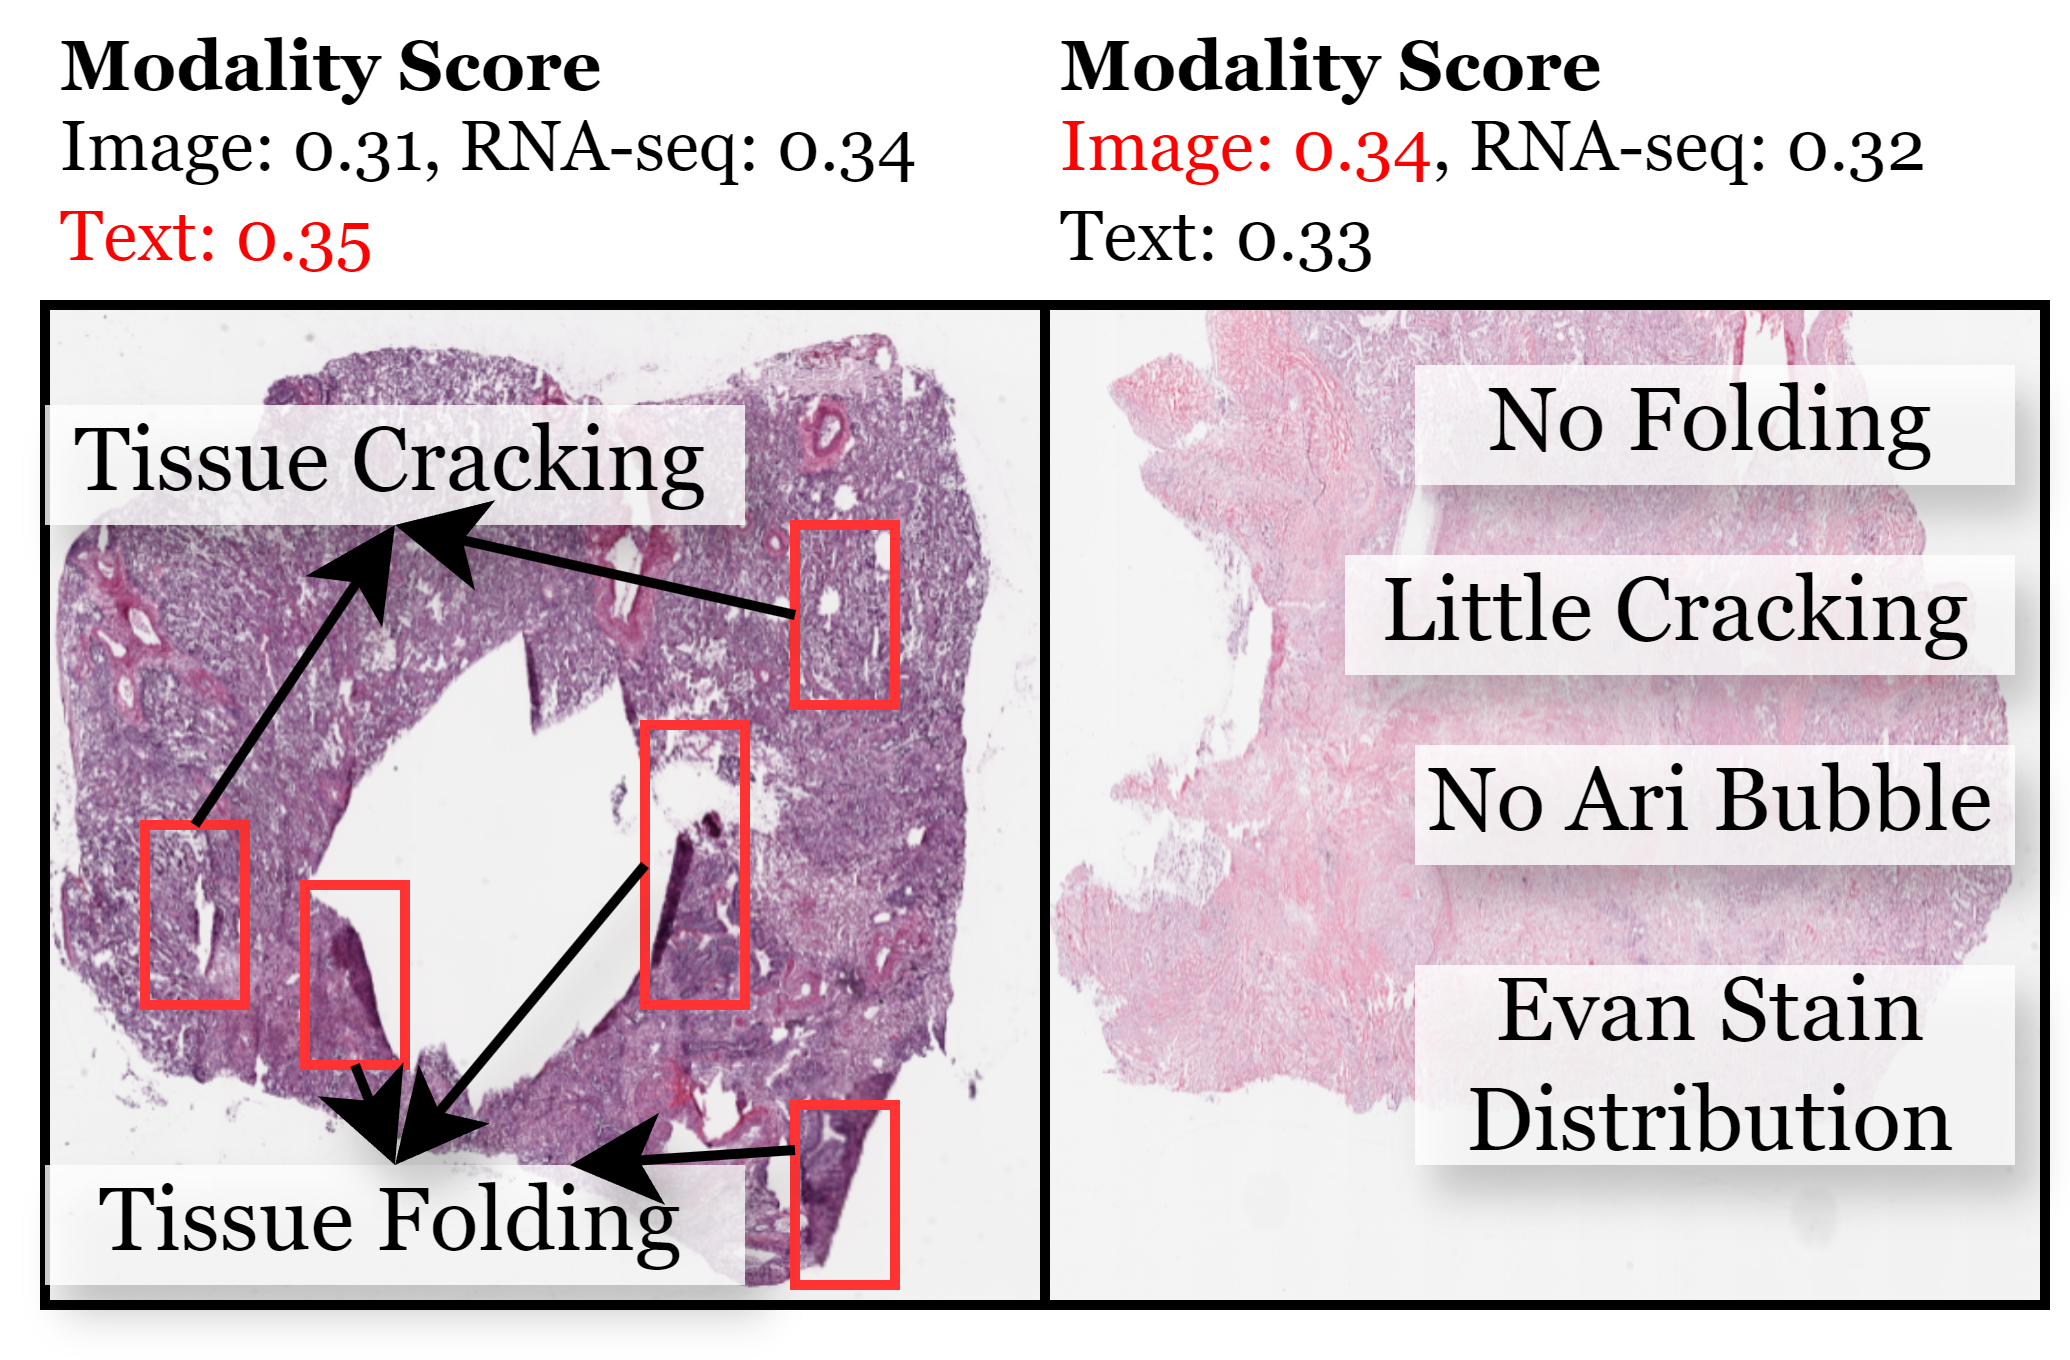 Modality Score
Image: 0.31, RNA-seq: 0.34
Text: 0.35
Modality Score
Image: 0.34, RNA-seq: 0.32
Text: 0.33
Tissue Cracking
Tissue Folding
No Folding
Little Cracking
No Ari Bubble
Evan Stain
Distribution